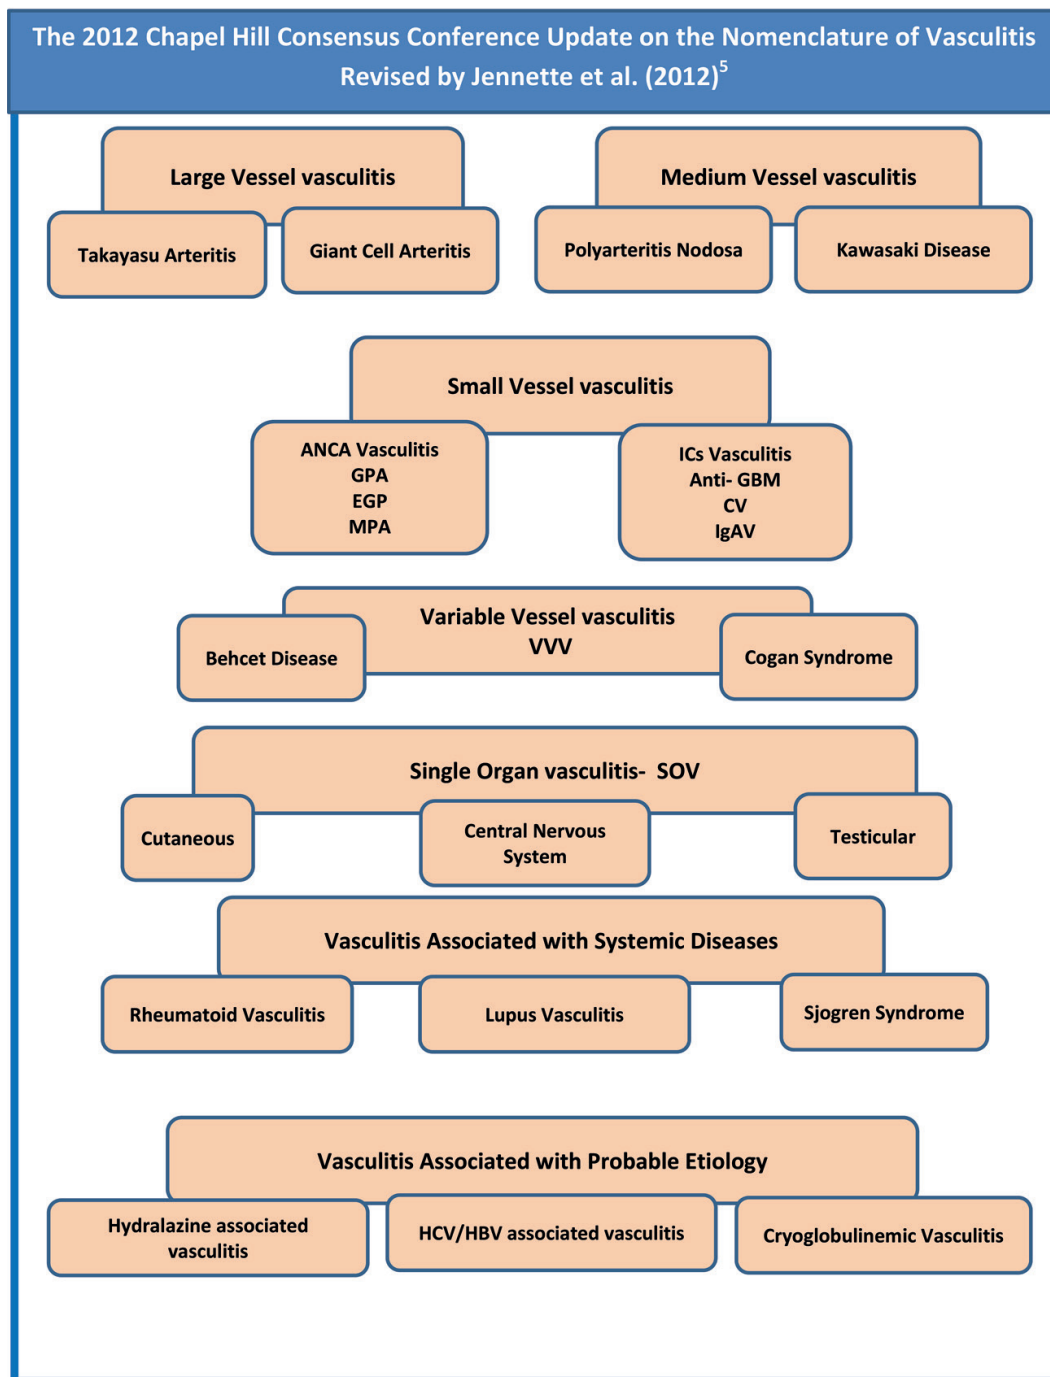 The 2012 Chapel Hill Consensus Conference Update on the Nomenclature of Vasculitis
Revised by Jennette et al. (2012)5
Large Vessel vasculitis
Takayasu Arteritis
Giant Cell Arteritis
Medium Vessel vasculitis
Polyarteritis Nodosa
Kawasaki Disease
Small Vessel vasculitis
ANCA Vasculitis
GPA
EGP
MPA
ICs Vasculitis
Anti- GBM
CV
IgAV
Variable Vessel vasculitis
VVV
Behcet Disease
Cogan Syndrome
Single Organ vasculitis-  SOV
Cutaneous
Central Nervous
System
Testicular
Vasculitis Associated with Systemic Diseases
Rheumatoid Vasculitis
Lupus Vasculitis
Sjogren Syndrome
Vasculitis Associated with Probable Etiology
Hydralazine associated
vasculitis
HCV/HBV associated vasculitis
Cryoglobulinemic Vasculitis